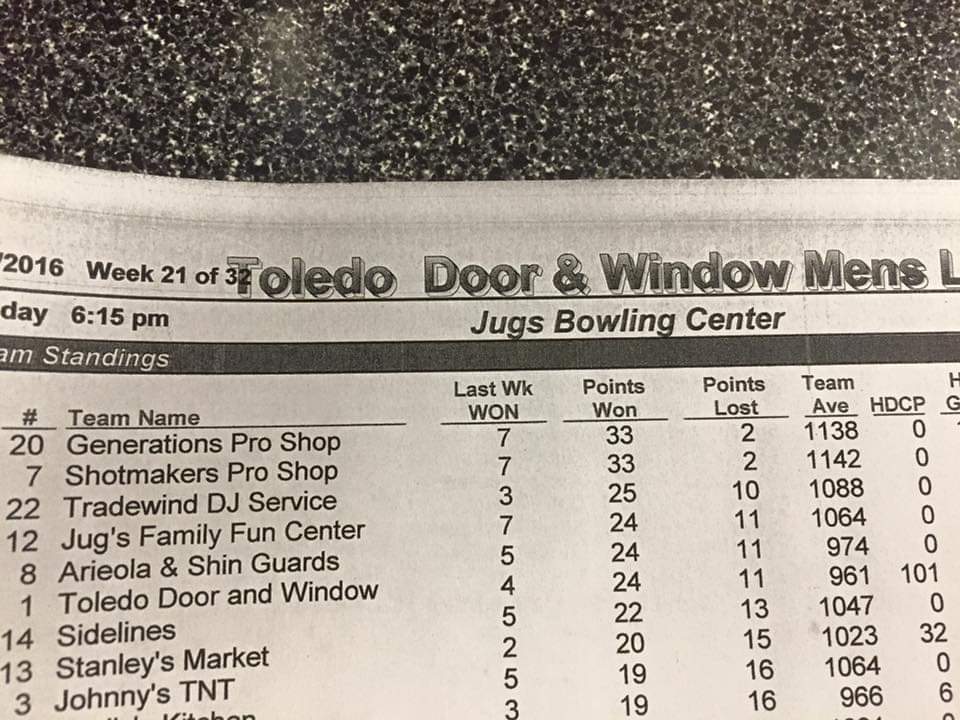 /2016 Week 21 of 32 Toledo Door & Window Mens L
day 6:15 pm Jugs Bowling Center
am Standings
Last Wk Points Points Team H
# Team Name WON Won Lost Ave HDCP G
20 Generations Pro Shop 7 33 2 1138 0
7 Shotmakers Pro Shop 7 33 2 1142 0
22 Tradewind DJ Service 3 25 10 1088 0
12 Jug's Family Fun Center 7 24 11 1064 0
8 Arieola & Shin Guards 5 24 11 974 0
1 Toledo Door and Window 4 24 11 961 101
14 Sidelines 5 22 13 1047 0
13 Stanley's Market 2 20 15 1023 32
3 Johnny's TNT 5 19 16 1064 0
Kitchen 3 19 16 966 6